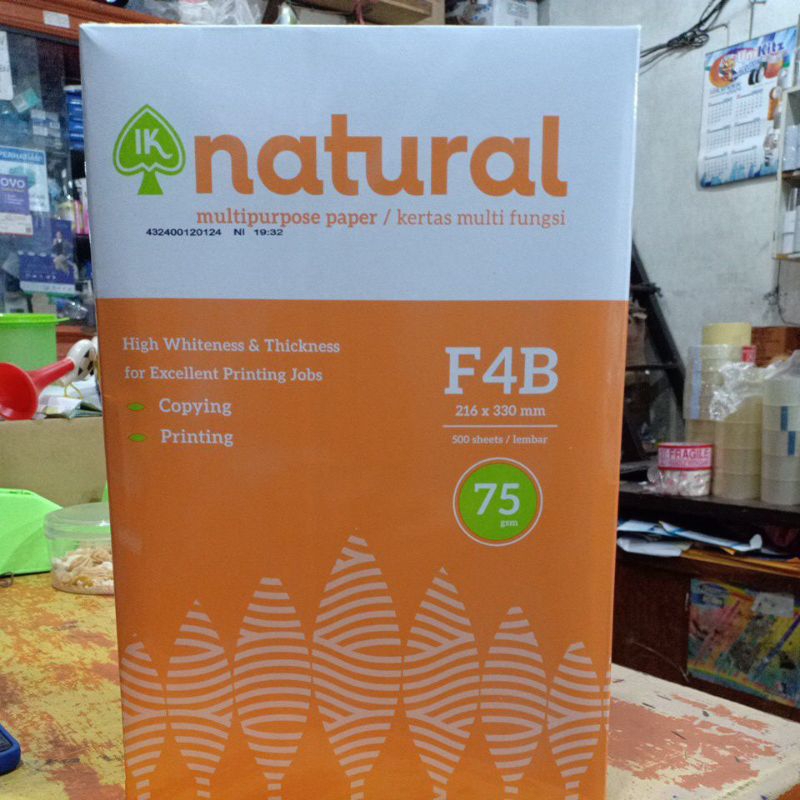 IK
natural
multipurpose paper / kertas multi fungsi
432400120124 NI 19:32
High Whiteness & Thickness
for Excellent Printing Jobs
Copying
Printing
F4B
216 x 330 mm
500 sheets / lembar
75
gsm
OVO
FRAGILE